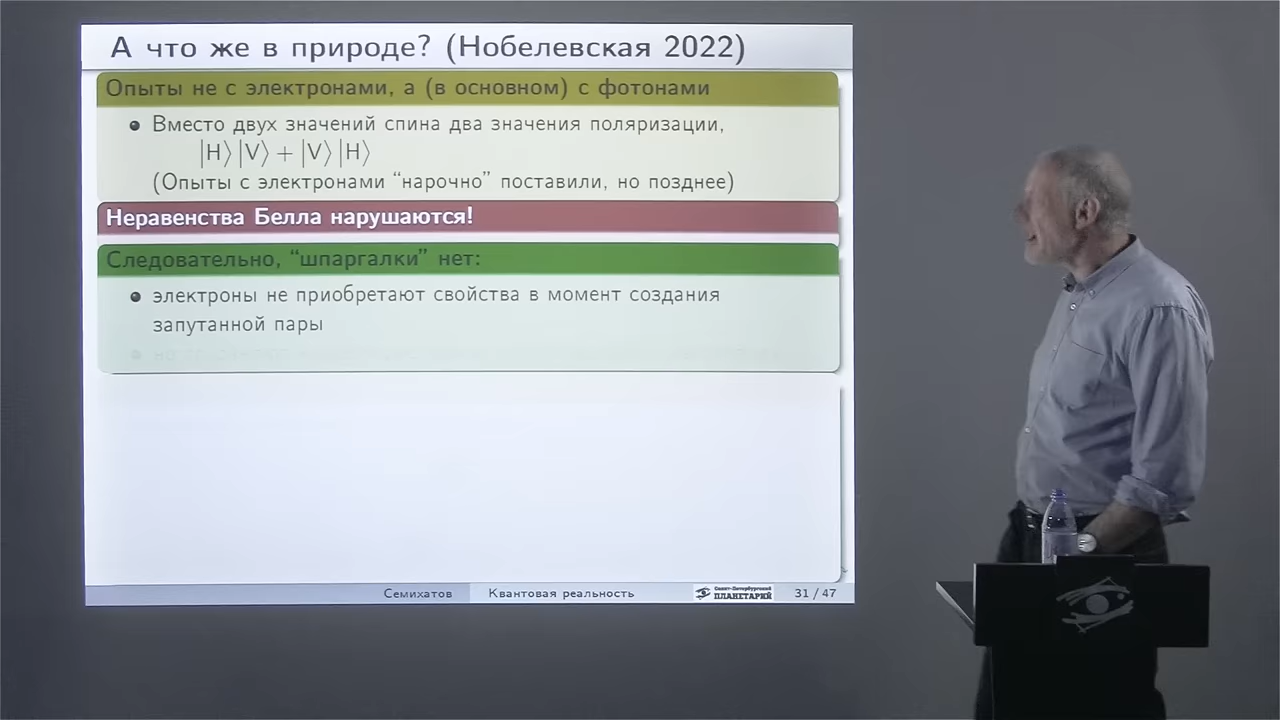 А что же в природе? (Нобелевская 2022)
Опыты не с электронами, а (в основном) с фотонами
Вместо двух значений спина два значения поляризации,
|H⟩|V⟩ + |V⟩|H⟩
(Опыты с электронами “нарочно” поставили, но позднее)
Неравенства Белла нарушаются!
Следовательно, “шпаргалки” нет:
электроны не приобретают свойства в момент создания
запутанной пары
Семихатов
Квантовая реальность
Санкт-Петербургский
ПЛАНЕТАРИЙ
31 / 47